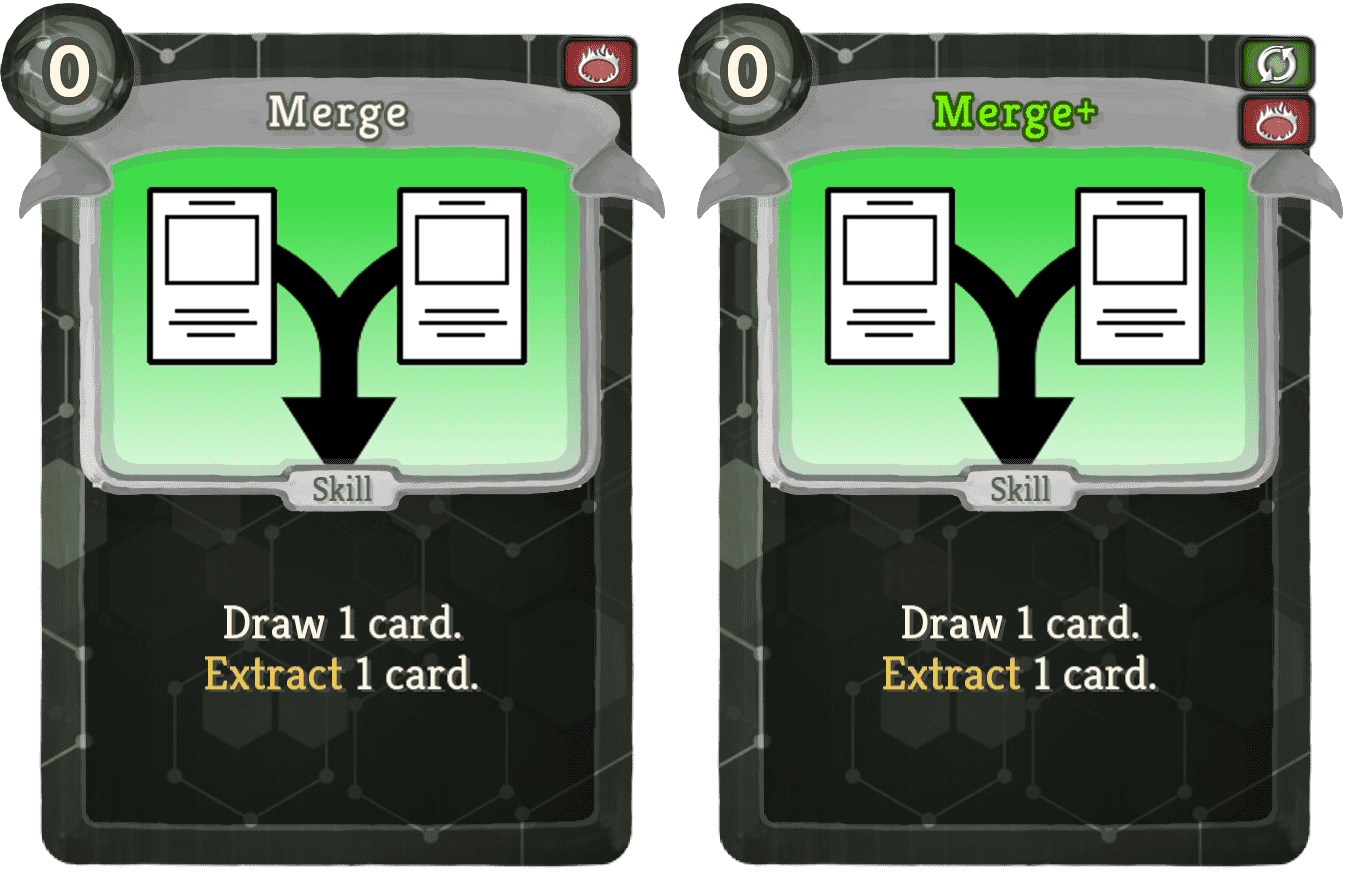 0
Merge
Skill
Draw 1 card.
Extract 1 card.
0
Merge+
Skill
Draw 1 card.
Extract 1 card.